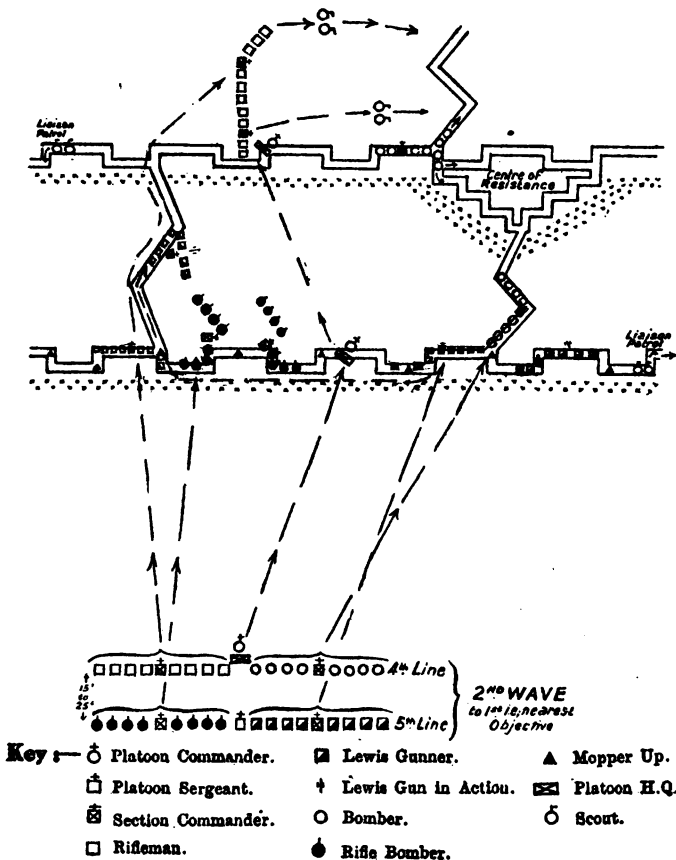 Liaison
Patrol
Centre of
Resistance
Liaison
Patrol
4th Line
15'
to
25'
2ND WAVE
to 1st ie, nearest
Objective
5th Line
Key :—
Platoon Commander.
Lewis Gunner.
Mopper Up.
Platoon Sergeant.
Lewis Gun in Action.
Platoon H.Q.
Section Commander.
Bomber.
Scout.
Rifleman.
Rifle Bomber.